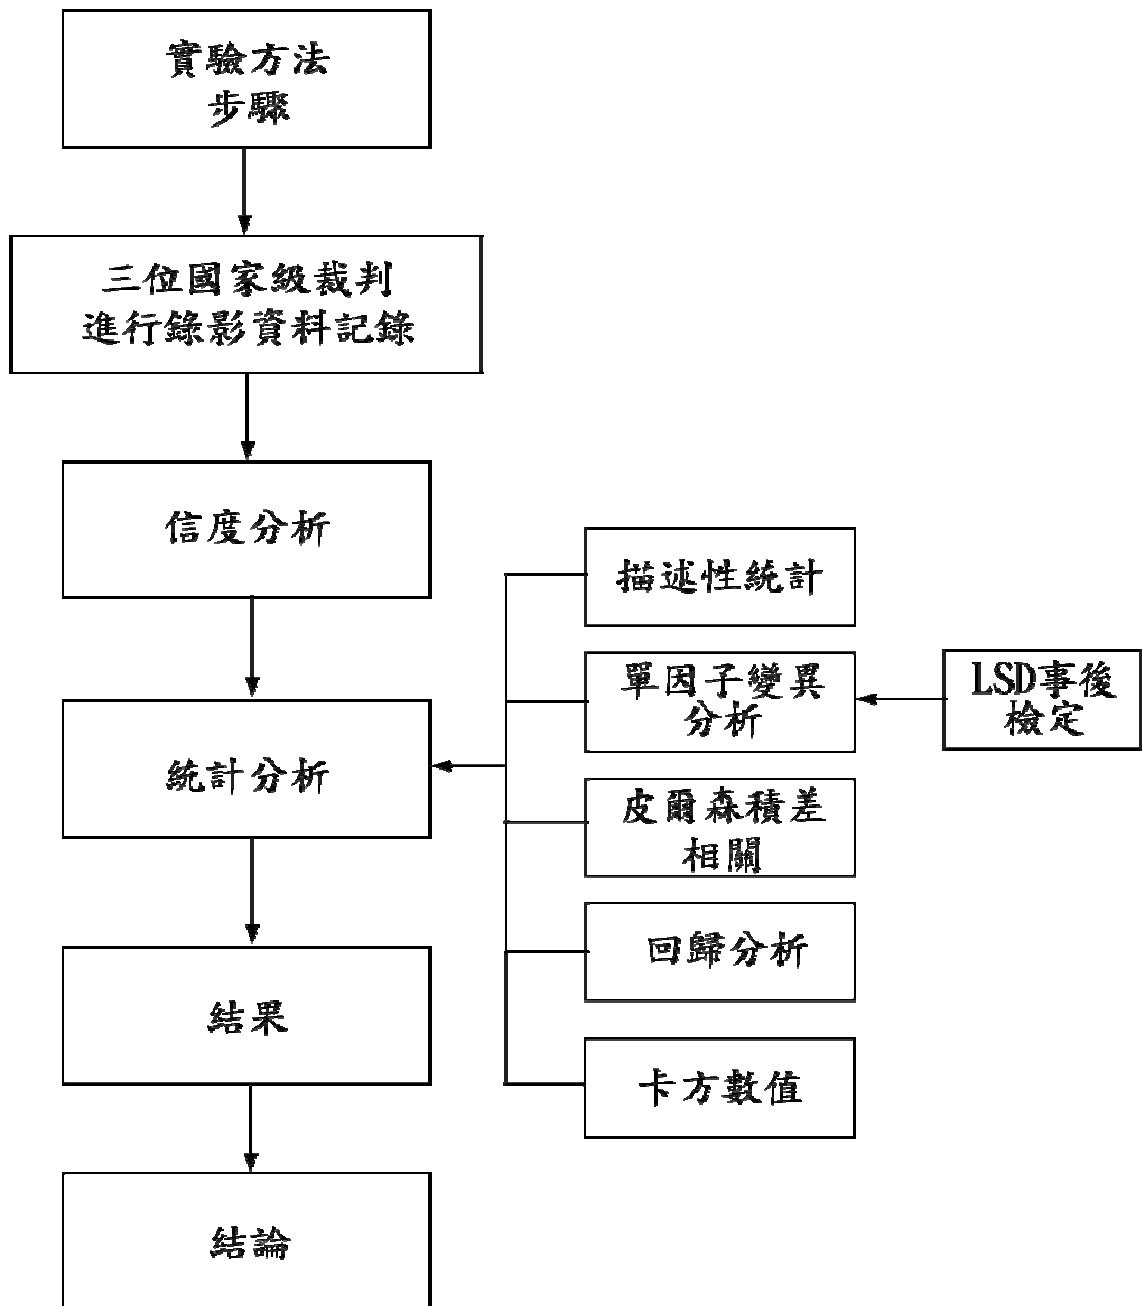 實驗方法
步驟
三位國家級裁判
進行錄影資料記錄
信度分析
統計分析
結果
結論
描述性統計
單因子變異
分析
LSD事後
檢定
皮爾森積差
相關
回歸分析
卡方數值